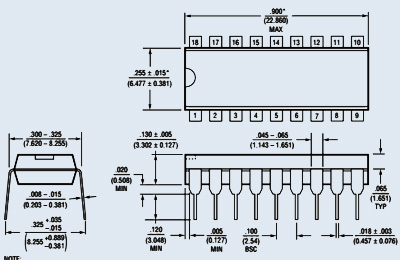 .900"
(22.860)
MAX
18 17 16 15 14 13 12 11 10
.255 ± .015"
(6.477 ± 0.381)
1 2 3 4 5 6 7 8 9
.300 - .325
(7.620 - 8.255)
.130 ± .005
(3.302 ± 0.127)
.045 - .065
(1.143 - 1.651)
.020
(0.508)
MIN
.065
(1.651)
TYP
.008 - .015
(0.203 - 0.381)
.325 +.035 -.015
(8.255 +0.889 -0.381)
.120
(3.048)
MIN
.005
(0.127)
MIN
.100
(2.54)
BSC
.018 ± .003
(0.457 ± 0.076)
NOTE: